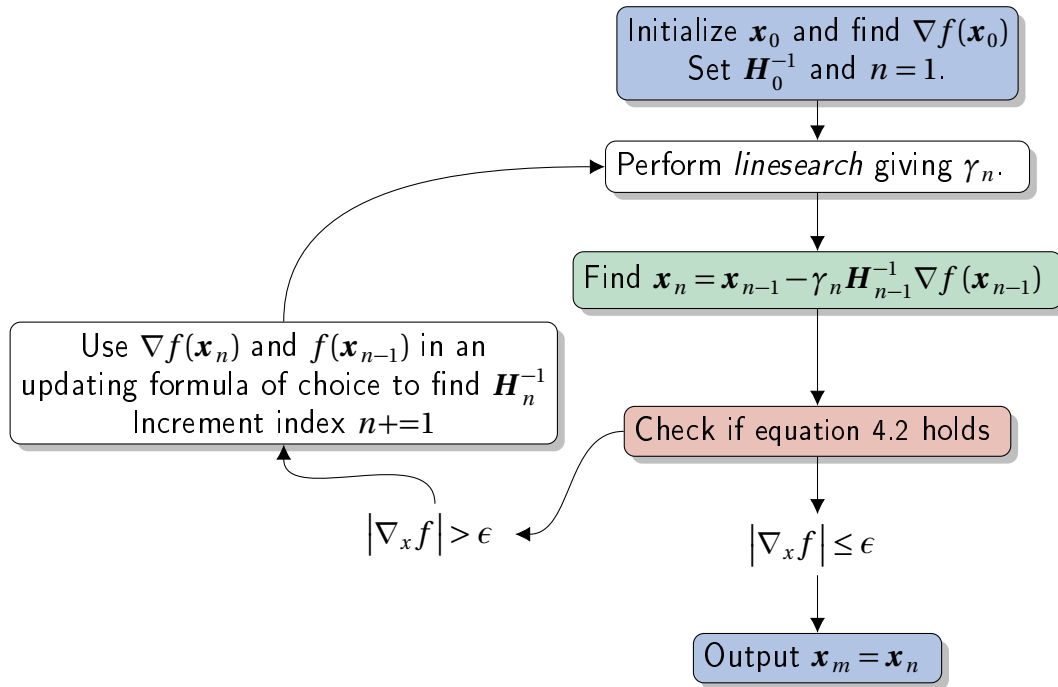 Initialize 𝒙₀ and find ∇f(𝒙₀)
Set 𝑯₀⁻¹ and n = 1.
Perform linesearch giving γₙ.
Find 𝒙ₙ = 𝒙ₙ₋₁ − γₙ𝑯ₙ₋₁⁻¹∇f(𝒙ₙ₋₁)
Use ∇f(𝒙ₙ) and f(𝒙ₙ₋₁) in an
updating formula of choice to find 𝑯ₙ⁻¹
Increment index n+=1
Check if equation 4.2 holds
|∇ₓf| > ϵ
|∇ₓf| ≤ ϵ
Output 𝒙ₘ = 𝒙ₙ